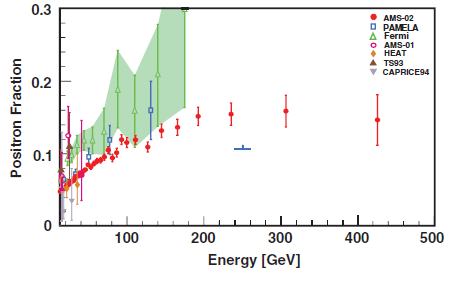 0.3
0.2
0.1
0
Positron Fraction
AMS-02
PAMELA
Fermi
AMS-01
HEAT
TS93
CAPRICE94
100
200
300
400
500
Energy [GeV]